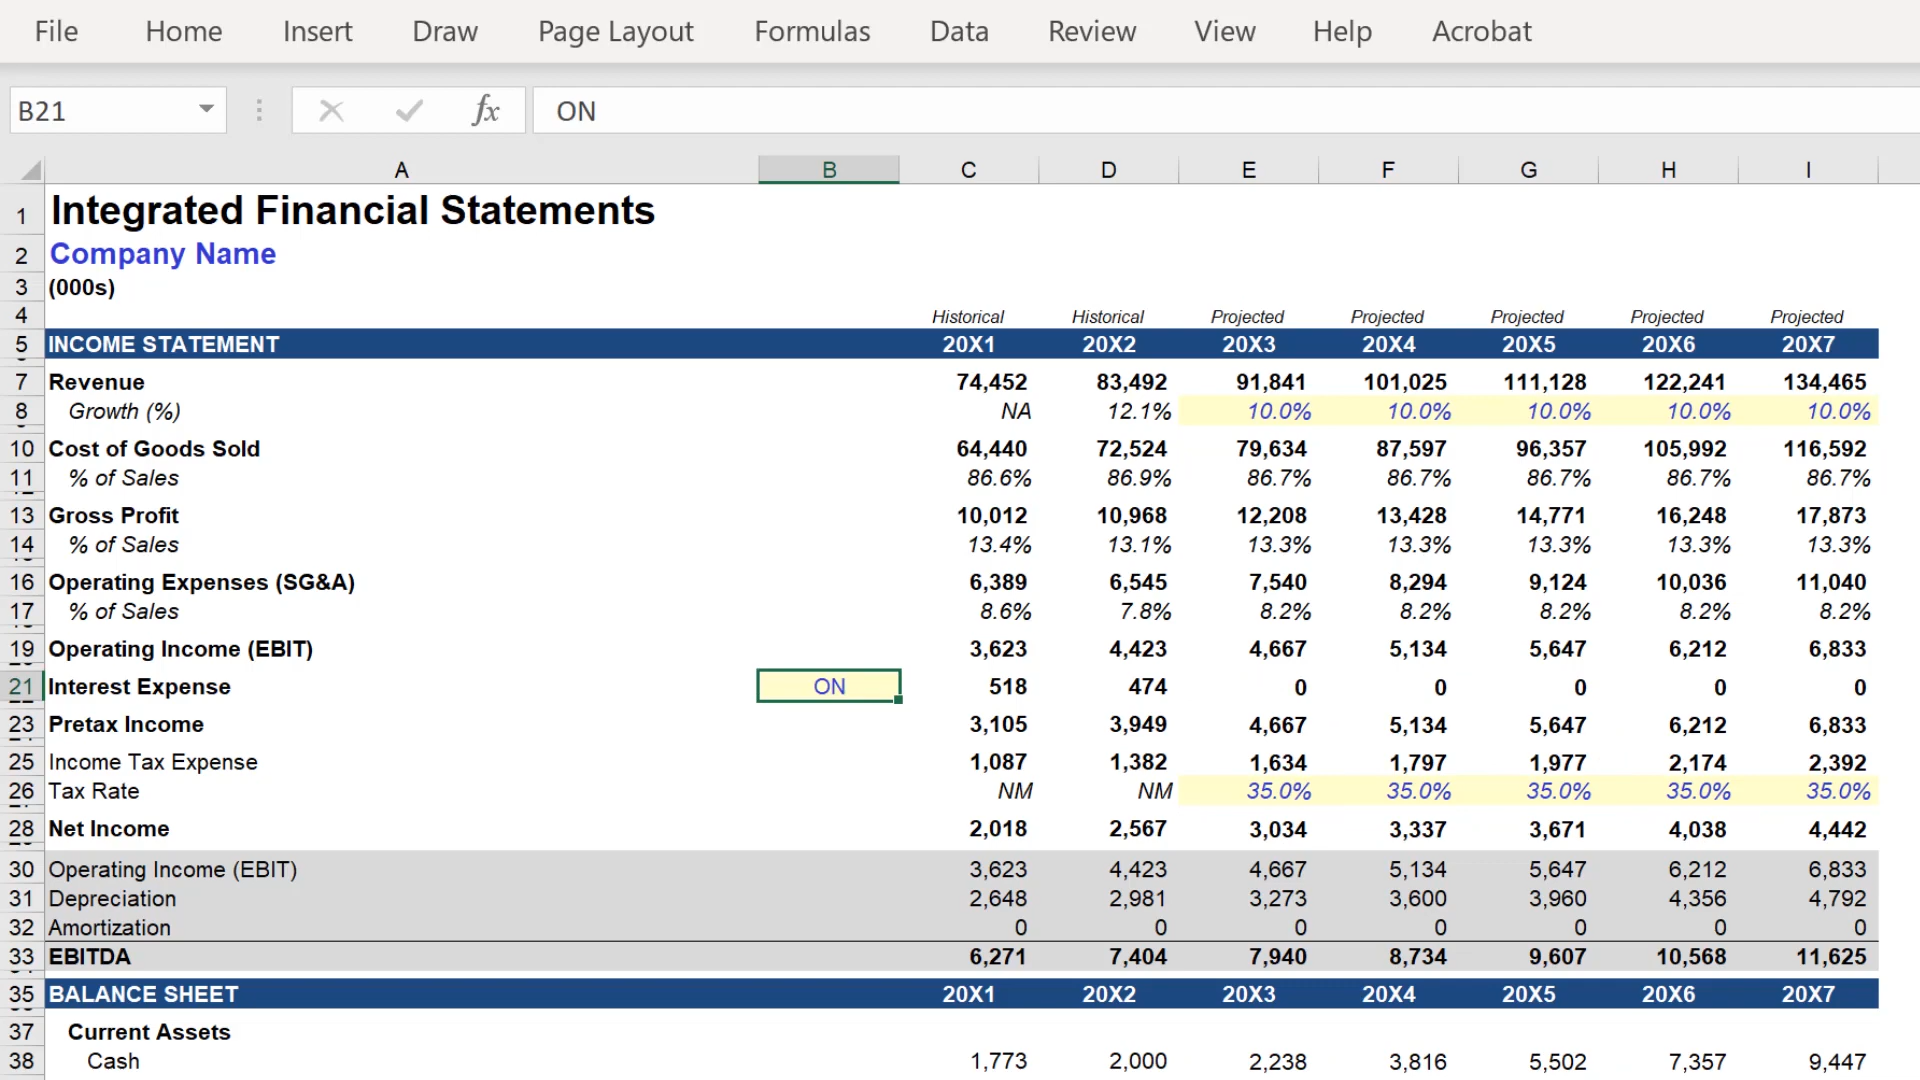 File Home Insert Draw Page Layout Formulas Data Review View Help Acrobat
B21 fx ON
A B C D E F G H I
1 Integrated Financial Statements
2 Company Name
3 (000s)
4 Historical Historical Projected Projected Projected Projected Projected
5 INCOME STATEMENT 20X1 20X2 20X3 20X4 20X5 20X6 20X7
7 Revenue 74,452 83,492 91,841 101,025 111,128 122,241 134,465
8 Growth (%) NA 12.1% 10.0% 10.0% 10.0% 10.0% 10.0%
10 Cost of Goods Sold 64,440 72,524 79,634 87,597 96,357 105,992 116,592
11 % of Sales 86.6% 86.9% 86.7% 86.7% 86.7% 86.7% 86.7%
13 Gross Profit 10,012 10,968 12,208 13,428 14,771 16,248 17,873
14 % of Sales 13.4% 13.1% 13.3% 13.3% 13.3% 13.3% 13.3%
16 Operating Expenses (SG&A) 6,389 6,545 7,540 8,294 9,124 10,036 11,040
17 % of Sales 8.6% 7.8% 8.2% 8.2% 8.2% 8.2% 8.2%
19 Operating Income (EBIT) 3,623 4,423 4,667 5,134 5,647 6,212 6,833
21 Interest Expense ON 518 474 0 0 0 0 0
23 Pretax Income 3,105 3,949 4,667 5,134 5,647 6,212 6,833
25 Income Tax Expense 1,087 1,382 1,634 1,797 1,977 2,174 2,392
26 Tax Rate NM NM 35.0% 35.0% 35.0% 35.0% 35.0%
28 Net Income 2,018 2,567 3,034 3,337 3,671 4,038 4,442
30 Operating Income (EBIT) 3,623 4,423 4,667 5,134 5,647 6,212 6,833
31 Depreciation 2,648 2,981 3,273 3,600 3,960 4,356 4,792
32 Amortization 0 0 0 0 0 0 0
33 EBITDA 6,271 7,404 7,940 8,734 9,607 10,568 11,625
35 BALANCE SHEET 20X1 20X2 20X3 20X4 20X5 20X6 20X7
37 Current Assets
38 Cash 1,773 2,000 2,238 3,816 5,502 7,357 9,447